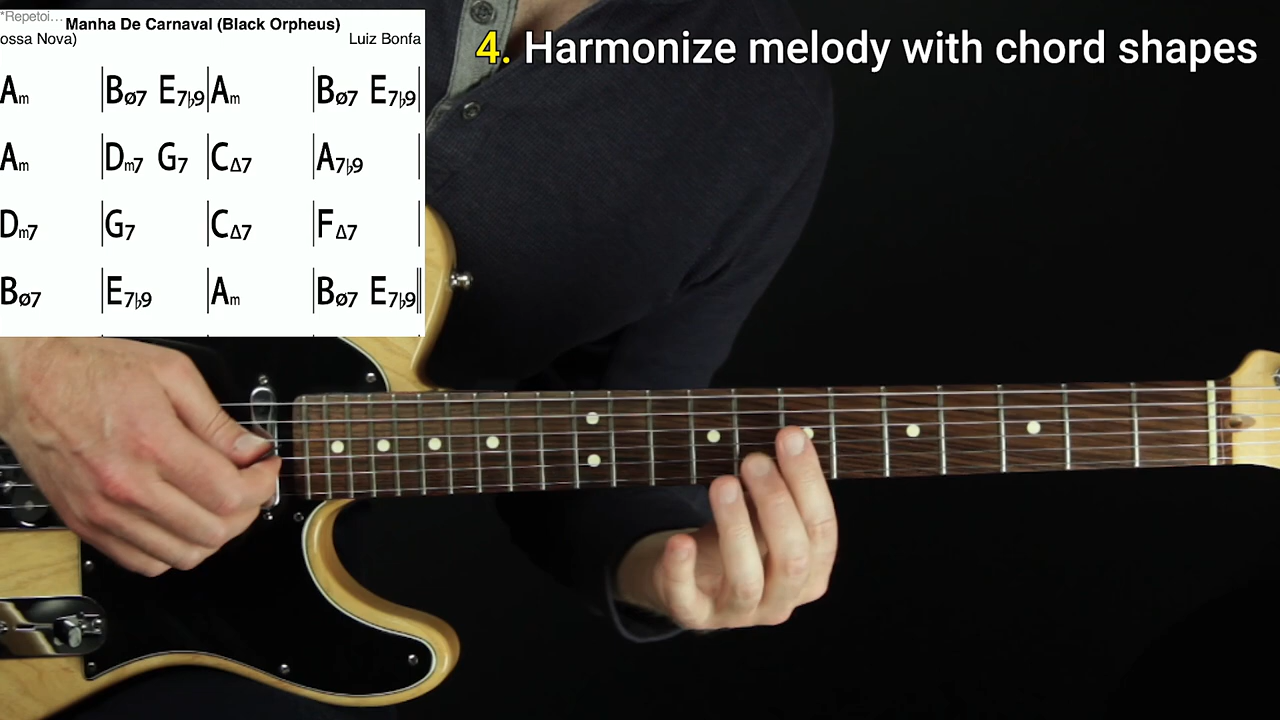 *Repetoi…
Manha De Carnaval (Black Orpheus)
ossa Nova) Luiz Bonfa
4. Harmonize melody with chord shapes
Am | Bø7 E7♭9 | Am | Bø7 E7♭9 |
Am | Dm7 G7 | CΔ7 | A7♭9 |
Dm7 | G7 | CΔ7 | FΔ7 |
Bø7 | E7♭9 | Am | Bø7 E7♭9 ||